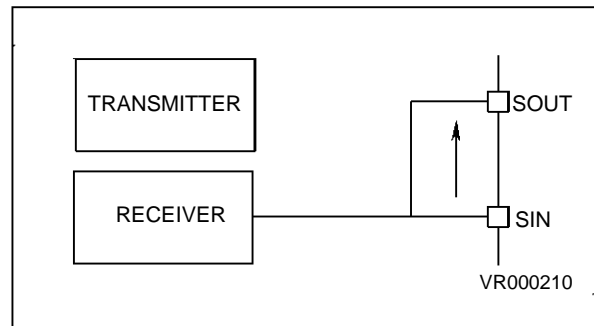 TRANSMITTER
SOUT
RECEIVER
SIN
VR000210